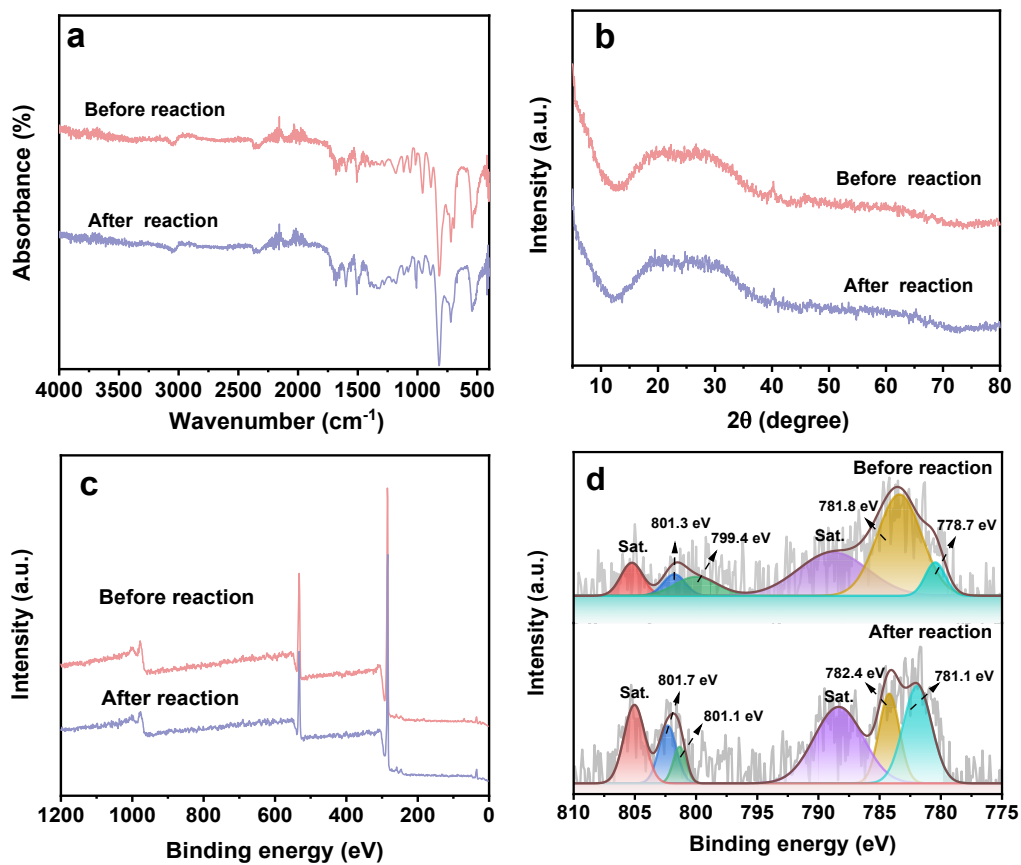 a
Absorbance (%)
Before reaction
After reaction
4000 3500 3000 2500 2000 1500 1000 500
Wavenumber (cm⁻¹)
b
Intensity (a.u.)
Before reaction
After reaction
10 20 30 40 50 60 70 80
2θ (degree)
c
Intensity (a.u.)
Before reaction
After reaction
1200 1000 800 600 400 200 0
Binding energy (eV)
d
Intensity (a.u.)
Before reaction
781.8 eV
801.3 eV
778.7 eV
799.4 eV
Sat.
Sat.
After reaction
801.7 eV
782.4 eV
781.1 eV
Sat.
Sat.
801.1 eV
810 805 800 795 790 785 780 775
Binding energy (eV)